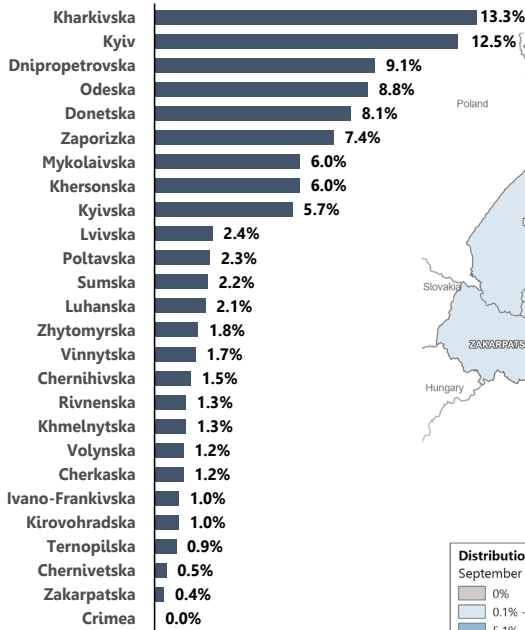 Kharkivska 13.3%
Kyiv 12.5%
Dnipropetrovska 9.1%
Odeska 8.8%
Donetska 8.1%
Zaporizka 7.4%
Mykolaivska 6.0%
Khersonska 6.0%
Kyivska 5.7%
Lvivska 2.4%
Poltavska 2.3%
Sumska 2.2%
Luhanska 2.1%
Zhytomyrska 1.8%
Vinnytska 1.7%
Chernihivska 1.5%
Rivnenska 1.3%
Khmelnytska 1.3%
Volynska 1.2%
Cherkaska 1.2%
Ivano-Frankivska 1.0%
Kirovohradska 1.0%
Ternopilska 0.9%
Chernivetska 0.5%
Zakarpatska 0.4%
Crimea 0.0%
Poland
Slovakia
ZAKARPATS
Hungary
Distributio
September
0%
0.1% -